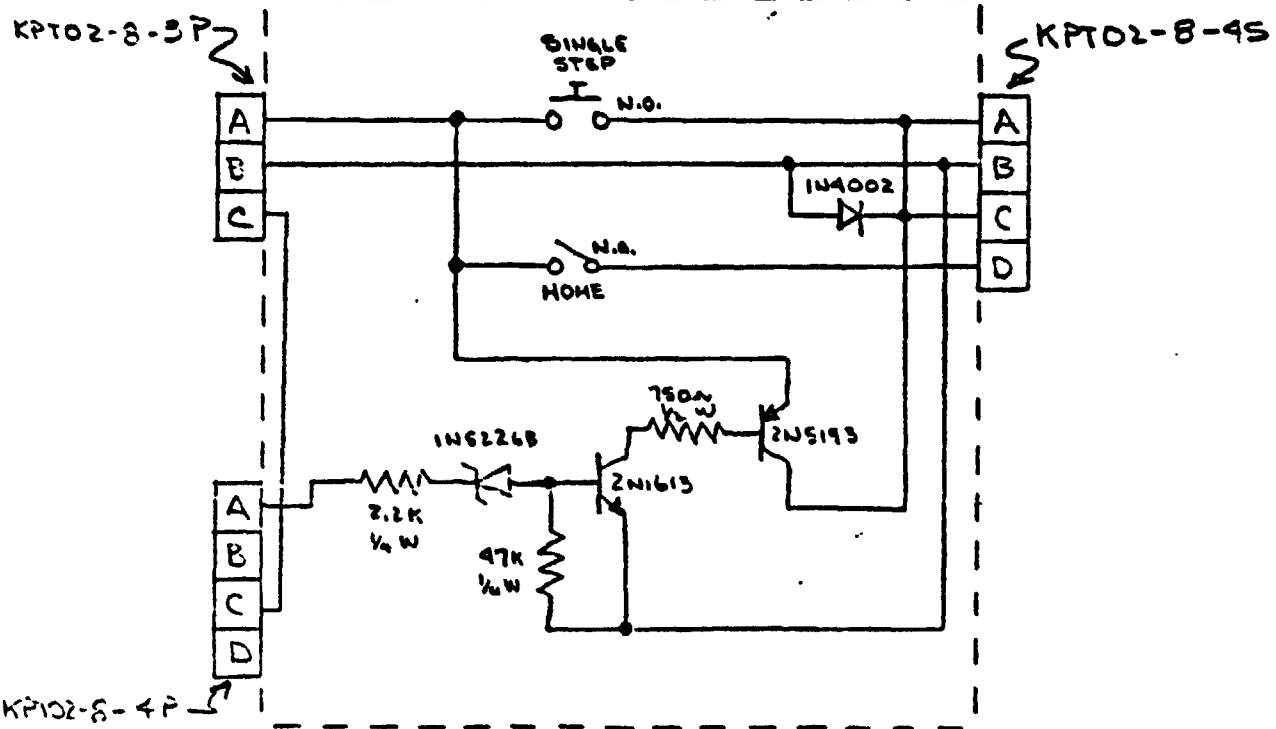 KPT02-8-3P
KPT02-8-4S
SINGLE
STEP
N.O.
A
B
C
A
B
C
D
1N4002
N.O.
HOME
750Ω
1/2 W
2N5193
1N5226B
2N1613
2.2K
1/4 W
47K
1/4 W
A
B
C
D
KPT02-8-4P